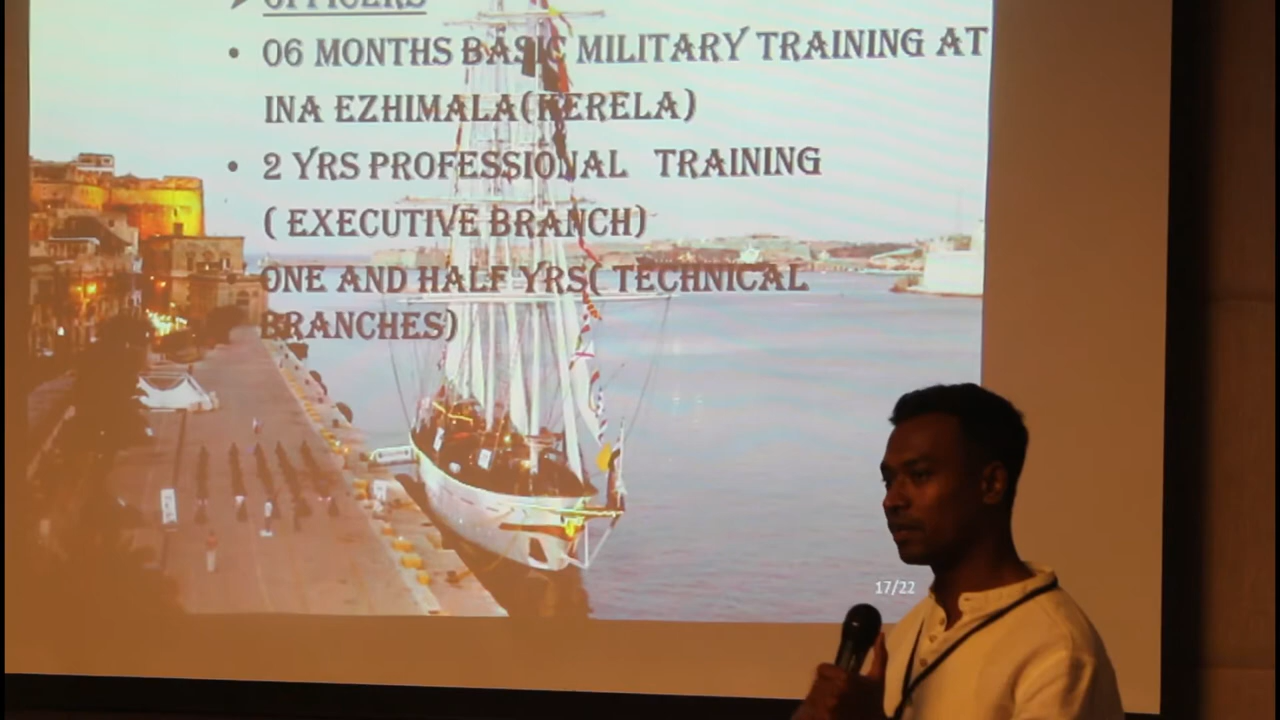 OFFICERS
• 06 MONTHS BASIC MILITARY TRAINING AT
INA EZHIMALA(KERELA)
• 2 YRS PROFESSIONAL TRAINING
( EXECUTIVE BRANCH)
ONE AND HALF YRS( TECHNICAL
BRANCHES)
17/22